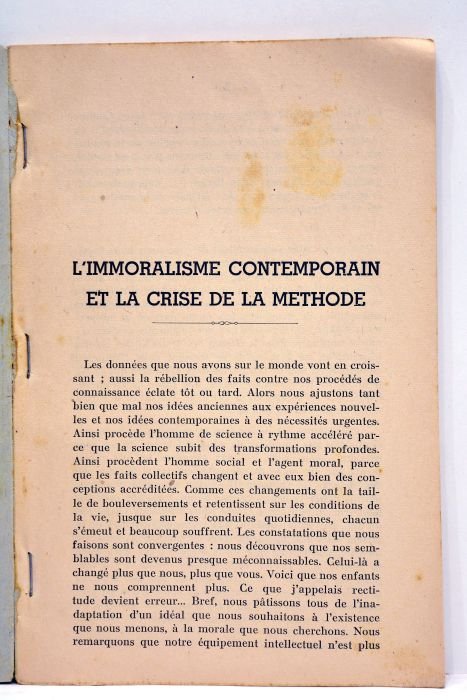 L'IMMORALISME CONTEMPORAIN
ET LA CRISE DE LA METHODE
Les données que nous avons sur le monde vont en crois-
sant ; aussi la rébellion des faits contre nos procédés de
connaissance éclate tôt ou tard. Alors nous ajustons tant
bien que mal nos idées anciennes aux expériences nouvel-
les et nos idées contemporaines à des nécessités urgentes.
Ainsi procède l'homme de science à rythme accéléré par-
ce que la science subit des transformations profondes.
Ainsi procèdent l'homme social et l'agent moral, parce
que les faits collectifs changent et avec eux bien des con-
ceptions accréditées. Comme ces changements ont la tail-
le de bouleversements et retentissent sur les conditions de
la vie, jusque sur les conduites quotidiennes, chacun
s'émeut et beaucoup souffrent. Les constatations que nous
faisons sont convergentes : nous découvrons que nos sem-
blables sont devenus presque méconnaissables. Celui-là a
changé plus que nous, plus que vous. Voici que nos enfants
ne nous comprennent plus. Ce que j'appelais recti-
tude devient erreur... Bref, nous pâtissons tous de l'ina-
daptation d'un idéal que nous souhaitons à l'existence
que nous menons, à la morale que nous cherchons. Nous
remarquons que notre équipement intellectuel n'est plus